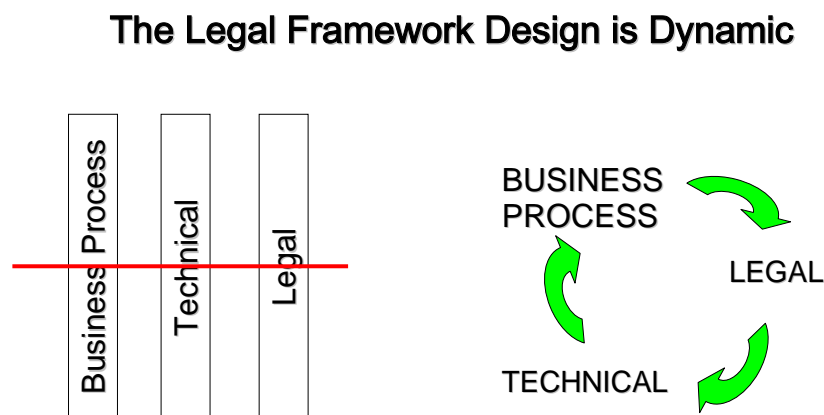 The Legal Framework Design is Dynamic
Business Process
Technical
Legal
BUSINESS
PROCESS
LEGAL
TECHNICAL